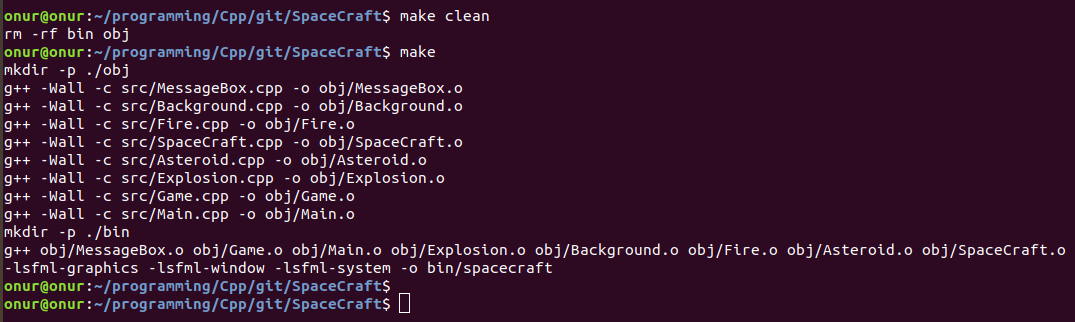 onur@onur:~/programming/Cpp/git/SpaceCraft$ make clean
rm -rf bin obj
onur@onur:~/programming/Cpp/git/SpaceCraft$ make
mkdir -p ./obj
g++ -Wall -c src/MessageBox.cpp -o obj/MessageBox.o
g++ -Wall -c src/Background.cpp -o obj/Background.o
g++ -Wall -c src/Fire.cpp -o obj/Fire.o
g++ -Wall -c src/SpaceCraft.cpp -o obj/SpaceCraft.o
g++ -Wall -c src/Asteroid.cpp -o obj/Asteroid.o
g++ -Wall -c src/Explosion.cpp -o obj/Explosion.o
g++ -Wall -c src/Game.cpp -o obj/Game.o
g++ -Wall -c src/Main.cpp -o obj/Main.o
mkdir -p ./bin
g++ obj/MessageBox.o obj/Game.o obj/Main.o obj/Explosion.o obj/Background.o obj/Fire.o obj/Asteroid.o obj/SpaceCraft.o
-lsfml-graphics -lsfml-window -lsfml-system -o bin/spacecraft
onur@onur:~/programming/Cpp/git/SpaceCraft$
onur@onur:~/programming/Cpp/git/SpaceCraft$